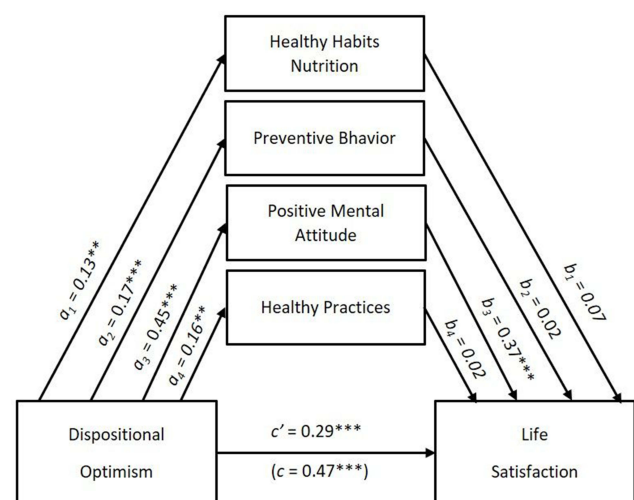 Healthy Habits
Nutrition
Preventive Bhavior
Positive Mental
Attitude
Healthy Practices
a1 = 0.13**
a2 = 0.17***
a3 = 0.45***
a4 = 0.16**
b4 = 0.02
b3 = 0.37***
b2 = 0.02
b1 = 0.07
Dispositional
Optimism
c’ = 0.29***
(c = 0.47***)
Life
Satisfaction